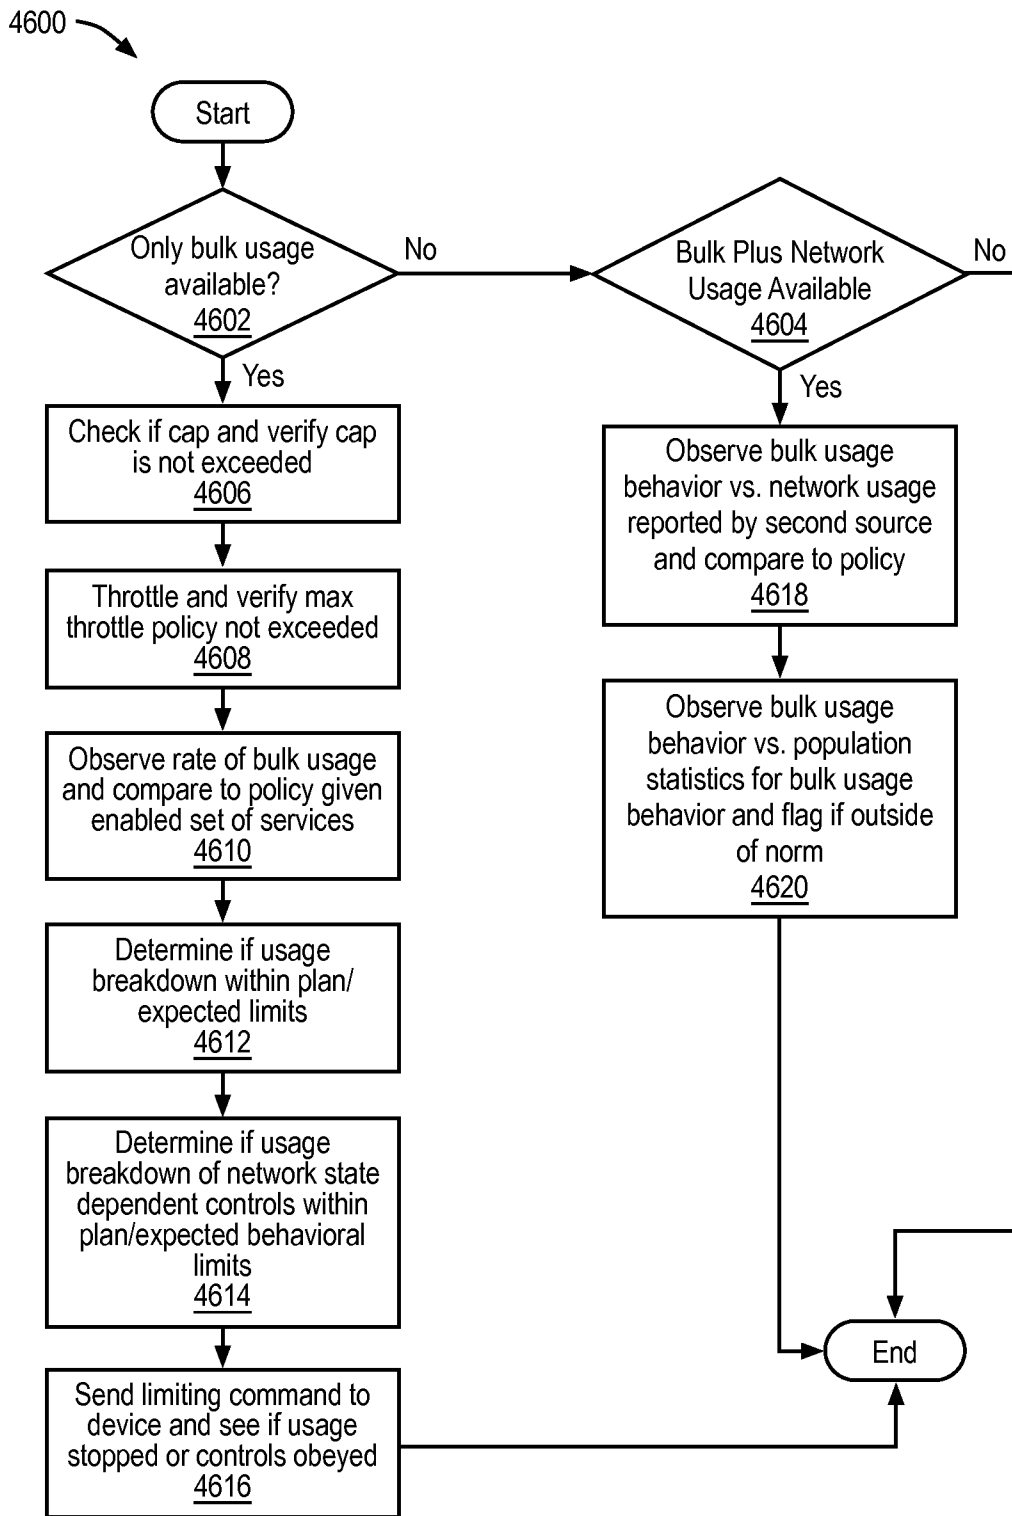 4600
Start
Only bulk usage
available?
4602
No
Yes
Bulk Plus Network
Usage Available
4604
No
Yes
Check if cap and verify cap
is not exceeded
4606
Throttle and verify max
throttle policy not exceeded
4608
Observe rate of bulk usage
and compare to policy given
enabled set of services
4610
Determine if usage
breakdown within plan/
expected limits
4612
Determine if usage
breakdown of network state
dependent controls within
plan/expected behavioral
limits
4614
Send limiting command to
device and see if usage
stopped or controls obeyed
4616
Observe bulk usage
behavior vs. network usage
reported by second source
and compare to policy
4618
Observe bulk usage
behavior vs. population
statistics for bulk usage
behavior and flag if outside
of norm
4620
End